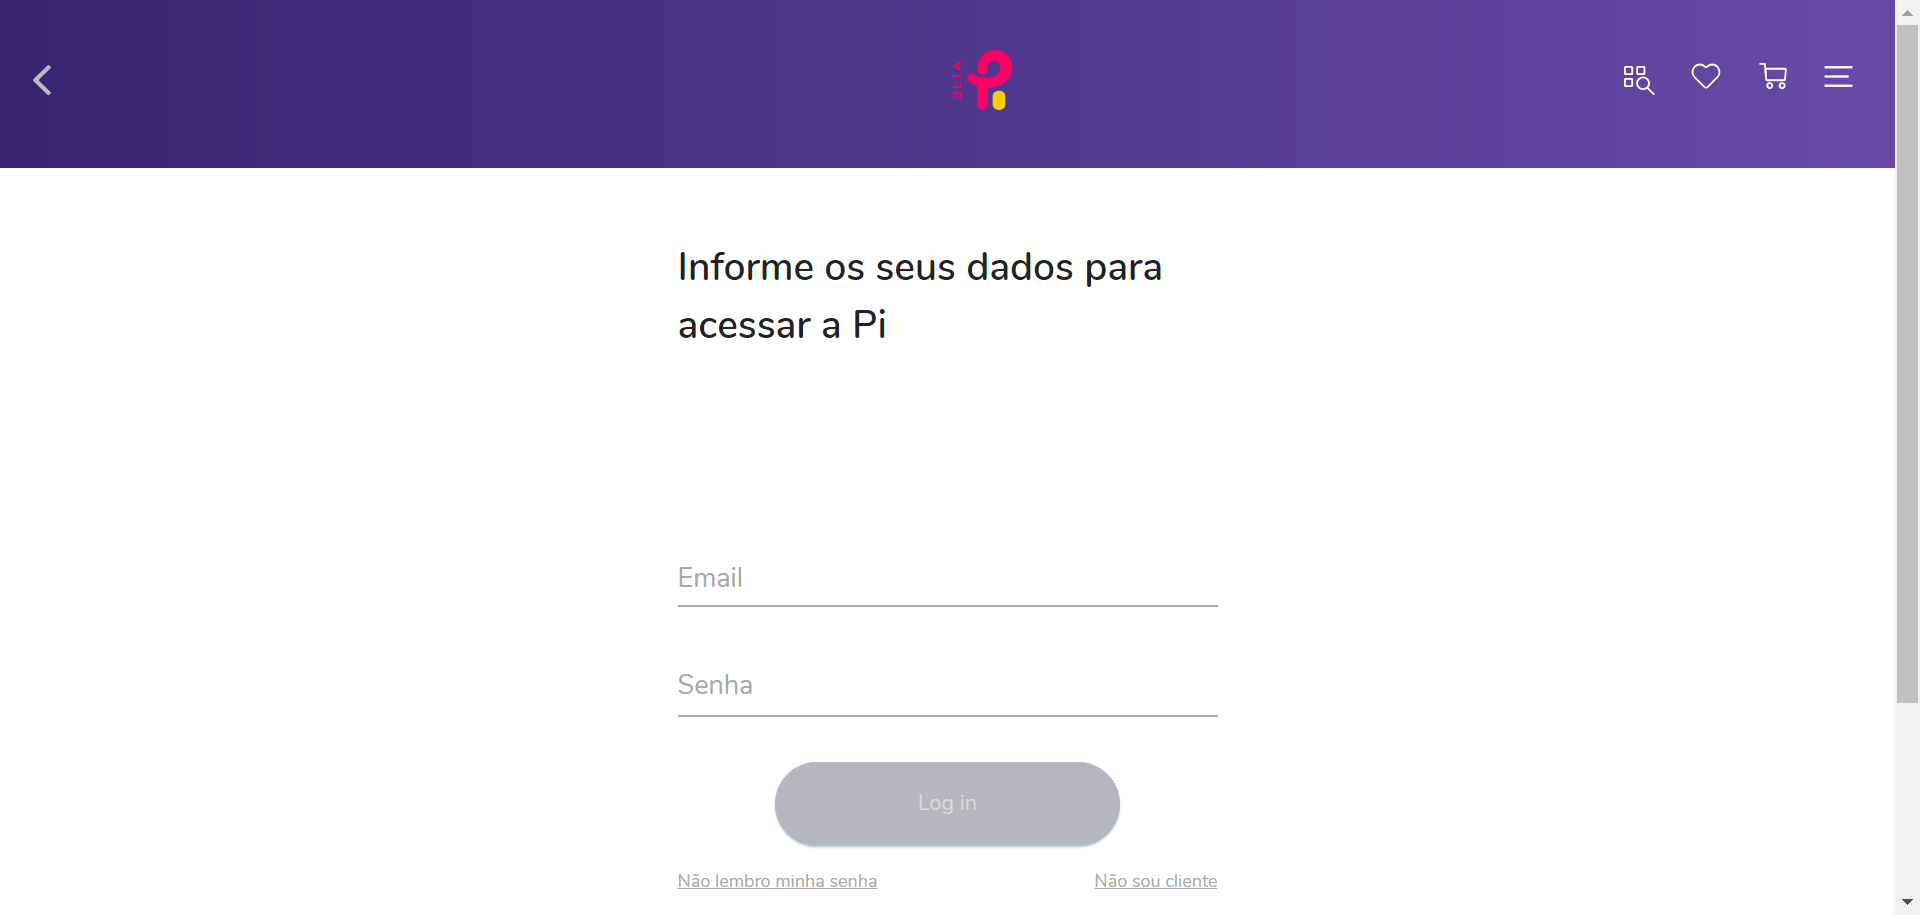 BETA
Informe os seus dados para
acessar a Pi
Email
Senha
Log in
Não lembro minha senha
Não sou cliente